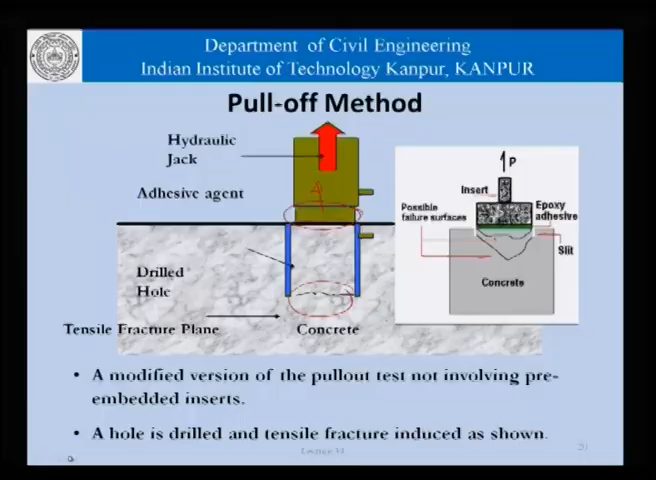 Department of Civil Engineering
Indian Institute of Technology Kanpur, KANPUR
Pull-off Method
Hydraulic
Jack
Adhesive agent
Drilled
Hole
Tensile Fracture Plane
Concrete
P
Insert
Possible
failure surfaces
Epoxy
adhesive
Slit
Concrete
• A modified version of the pullout test not involving pre-
embedded inserts.
• A hole is drilled and tensile fracture induced as shown.